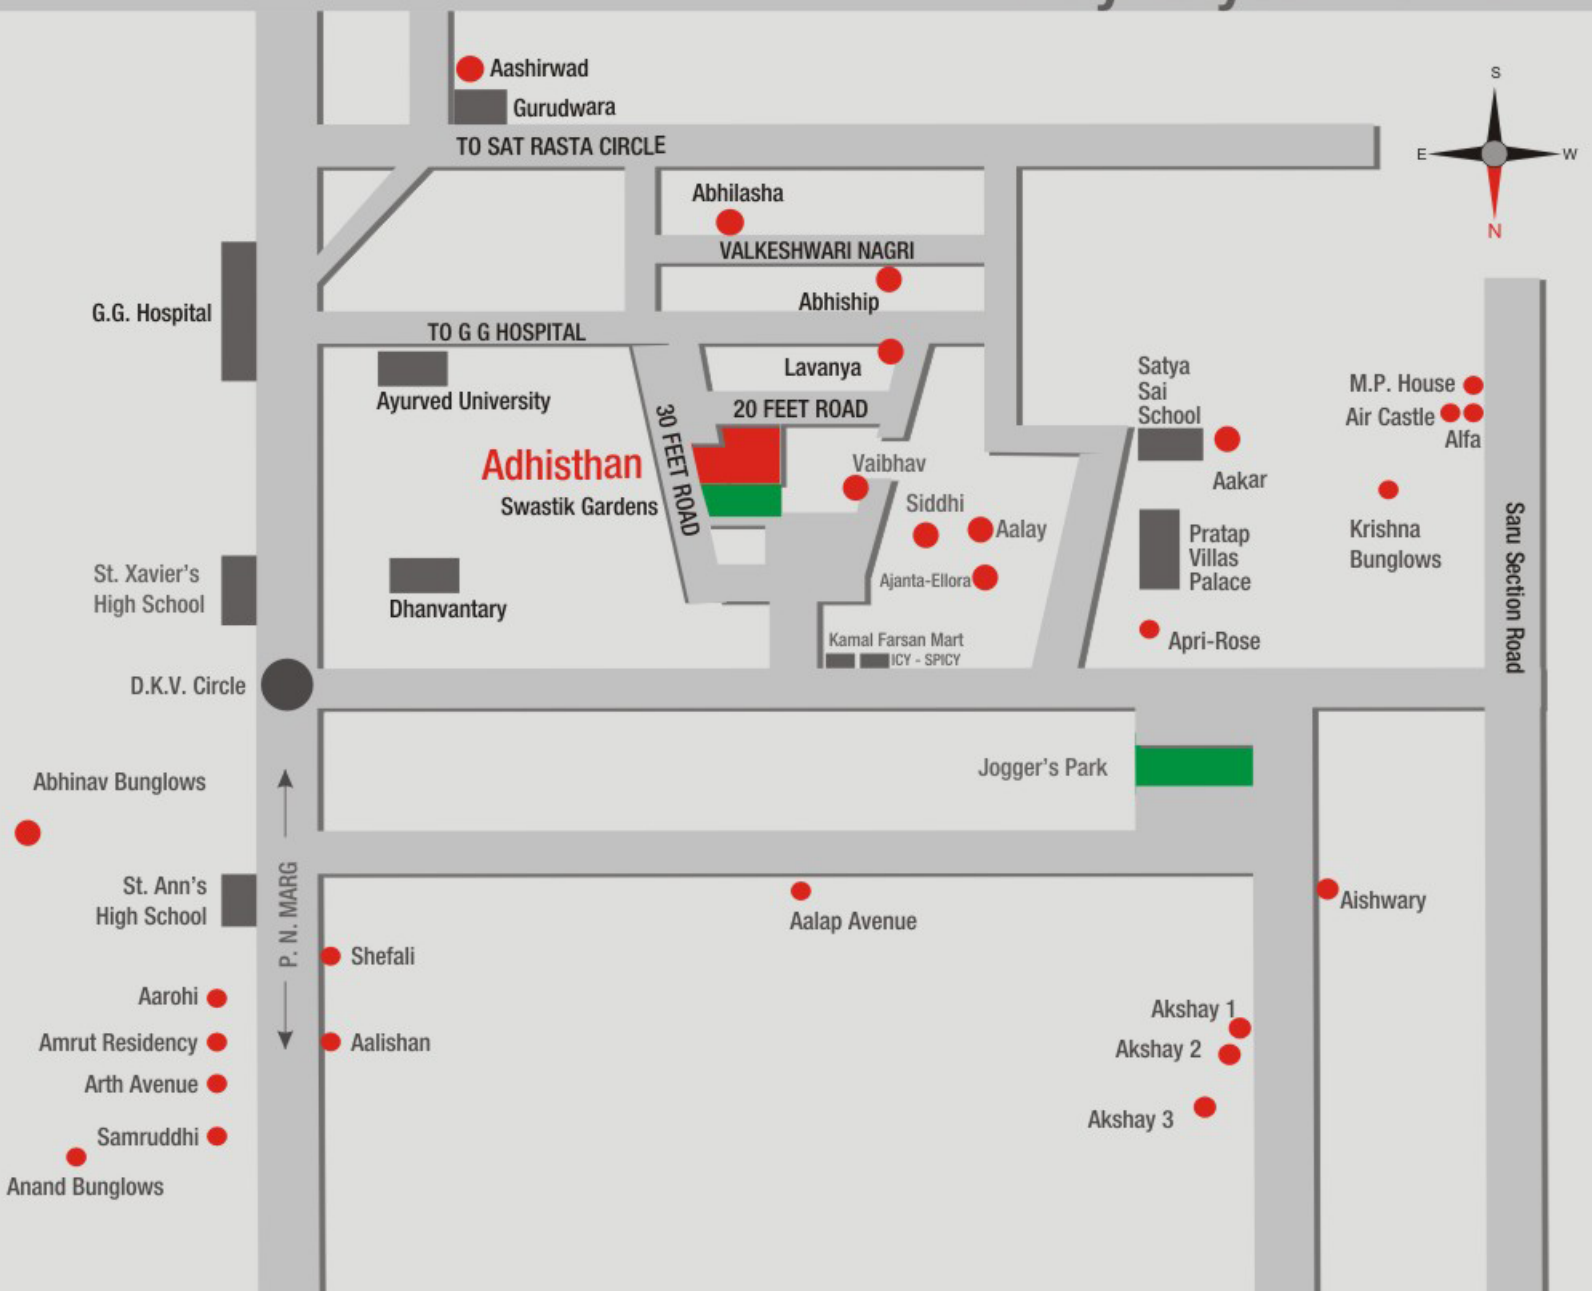 Aashirwad
Gurudwara
S
E
W
N
TO SAT RASTA CIRCLE
Abhilasha
VALKESHWARI NAGRI
Abhiship
G.G. Hospital
TO G G HOSPITAL
Lavanya
Ayurved University
20 FEET ROAD
30 FEET ROAD
Adhisthan
Swastik Gardens
Vaibhav
Siddhi
Aalay
Ajanta-Ellora
Satya
Sai
School
Aakar
M.P. House
Air Castle
Alfa
Krishna
Bunglows
Pratap
Villas
Palace
Apri-Rose
Saru Section Road
St. Xavier's
High School
Dhanvantary
Kamal Farsan Mart
ICY - SPICY
D.K.V. Circle
Abhinav Bunglows
Jogger's Park
St. Ann's
High School
P. N. MARG
Aalap Avenue
Aishwary
Shefali
Aarohi
Amrut Residency
Aalishan
Arth Avenue
Samruddhi
Anand Bunglows
Akshay 1
Akshay 2
Akshay 3